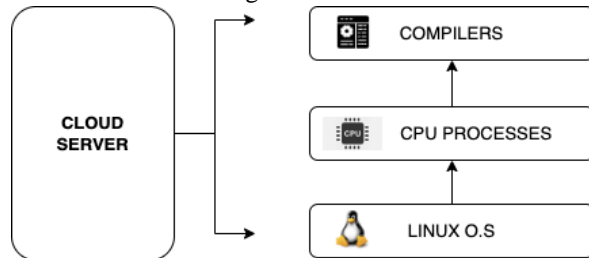 CLOUD
SERVER
COMPILERS
CPU
CPU PROCESSES
LINUX O.S